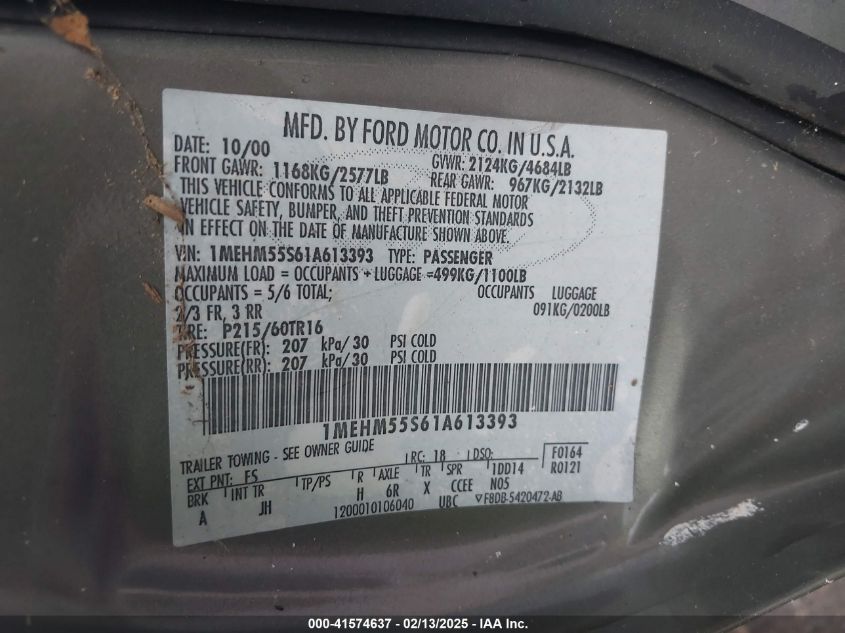 MFD. BY FORD MOTOR CO. IN U.S.A.
DATE: 10/00 GVWR: 2124KG/4684LB
FRONT GAWR: 1168KG/2577LB REAR GAWR: 967KG/2132LB
THIS VEHICLE CONFORMS TO ALL APPLICABLE FEDERAL MOTOR
VEHICLE SAFETY, BUMPER, AND THEFT PREVENTION STANDARDS
IN EFFECT ON THE DATE OF MANUFACTURE SHOWN ABOVE.
VIN: 1MEHM55S61A613393 TYPE: PASSENGER
MAXIMUM LOAD = OCCUPANTS + LUGGAGE =499KG/1100LB
OCCUPANTS = 5/6 TOTAL; OCCUPANTS LUGGAGE
2/3 FR, 3 RR 091KG/0200LB
TIRE: P215/60TR16
PRESSURE(FR): 207 kPa/30 PSI COLD
PRESSURE(RR): 207 kPa/30 PSI COLD
1MEHM55S61A613393
TRAILER TOWING - SEE OWNER GUIDE
EXT PNT: FS RC: 18 DSO: F0164
BRK INT TR TP/PS R AXLE TR SPR 1DD14 R0121
A JH H 6R X CCEE N05
1200010106040 UBC F8DB-5420472-AB
000-41574637 - 02/13/2025 - IAAI Inc.